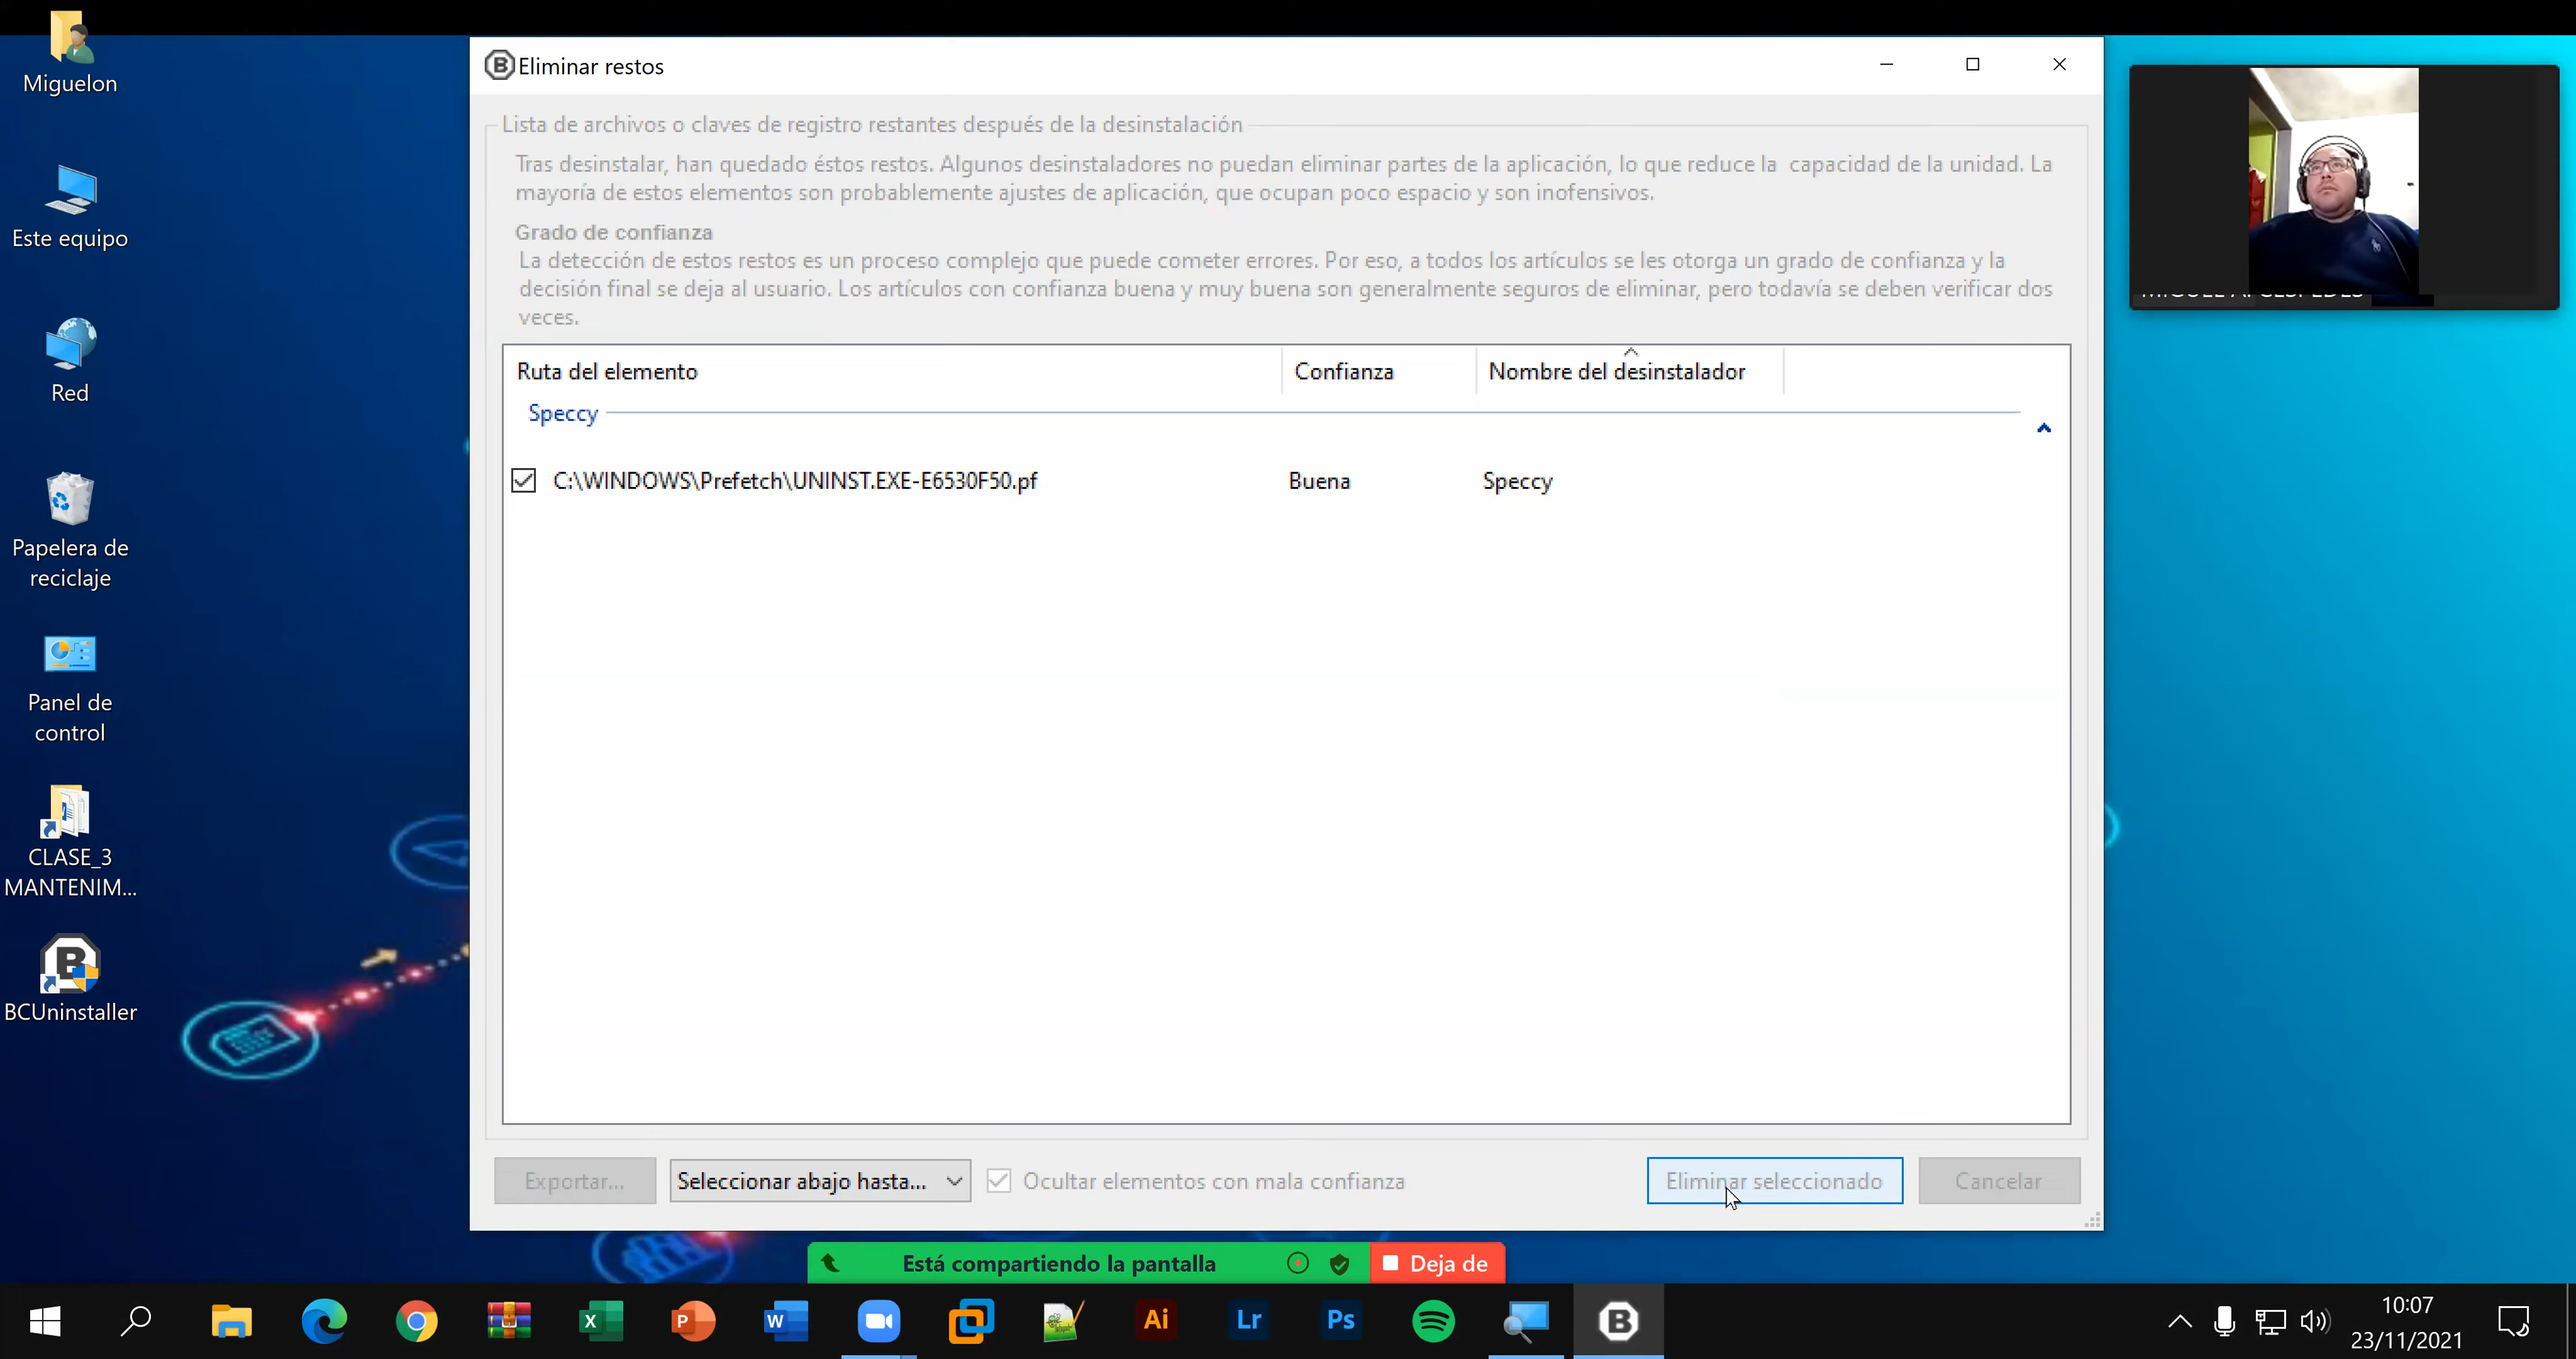 Miguelon
Este equipo
Red
Papelera de
reciclaje
Panel de
control
CLASE_3
MANTENIM...
BCUninstaller
Eliminar restos
Lista de archivos o claves de registro restantes después de la desinstalación
Tras desinstalar, han quedado éstos restos. Algunos desinstaladores no puedan eliminar partes de la aplicación, lo que reduce la capacidad de la unidad. La
mayoría de estos elementos son probablemente ajustes de aplicación, que ocupan poco espacio y son inofensivos.
Grado de confianza
La detección de estos restos es un proceso complejo que puede cometer errores. Por eso, a todos los artículos se les otorga un grado de confianza y la
decisión final se deja al usuario. Los artículos con confianza buena y muy buena son generalmente seguros de eliminar, pero todavía se deben verificar dos
veces.
Ruta del elemento Confianza Nombre del desinstalador
Speccy
C:\WINDOWS\Prefetch\UNINST.EXE-E6530F50.pf Buena Speccy
Exportar... Seleccionar abajo hasta... Ocultar elementos con mala confianza Eliminar seleccionado Cancelar
Está compartiendo la pantalla Deja de
Ai Lr Ps
10:07
23/11/2021